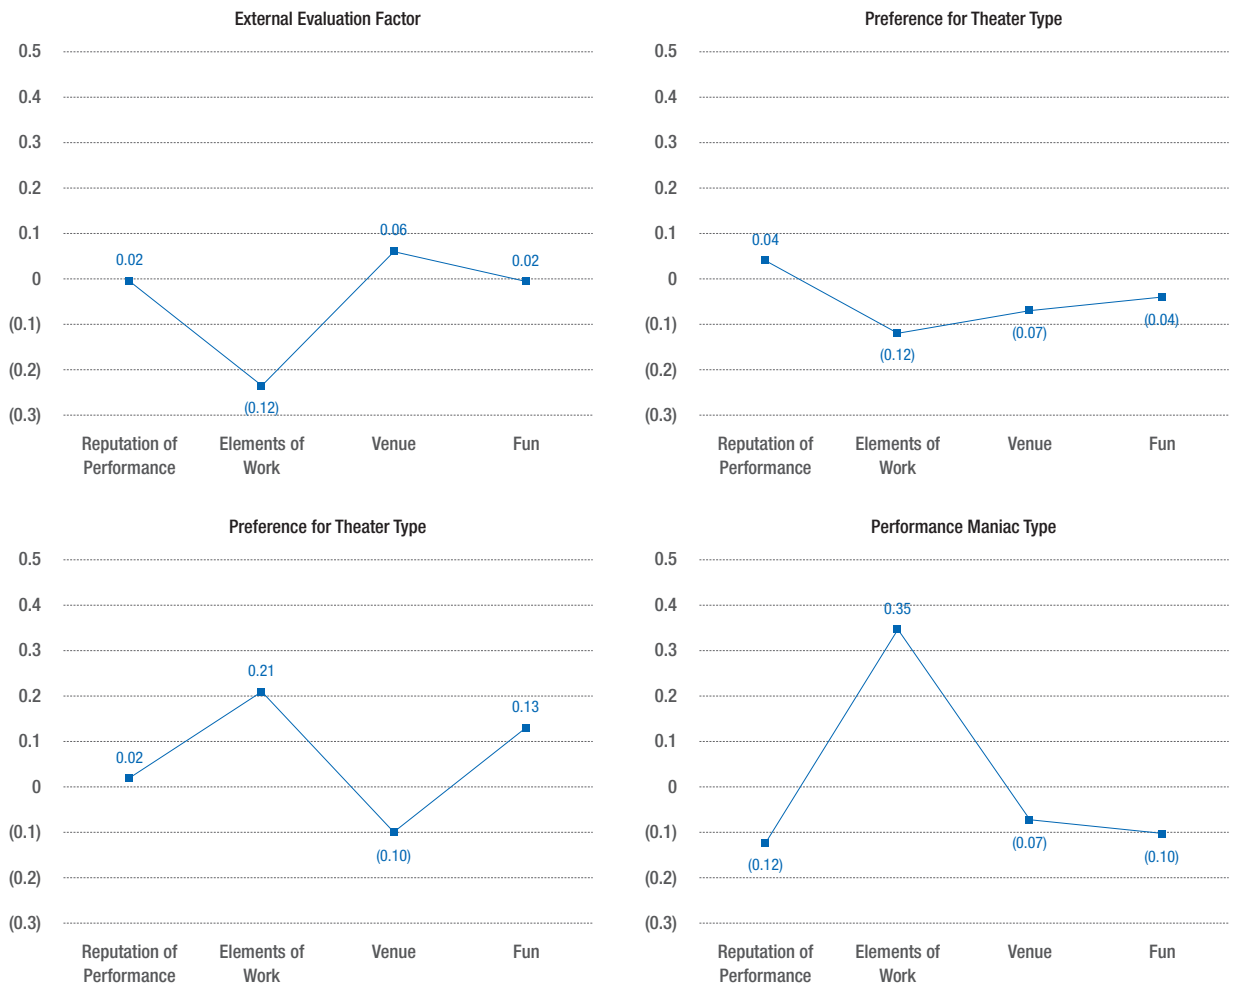 External Evaluation Factor
0.5
0.4
0.3
0.2
0.1
0
(0.1)
(0.2)
(0.3)
0.02
(0.12)
0.06
0.02
Reputation of
Performance
Elements of
Work
Venue
Fun
Preference for Theater Type
0.5
0.4
0.3
0.2
0.1
0
(0.1)
(0.2)
(0.3)
0.04
(0.12)
(0.07)
(0.04)
Reputation of
Performance
Elements of
Work
Venue
Fun
Preference for Theater Type
0.5
0.4
0.3
0.2
0.1
0
(0.1)
(0.2)
(0.3)
0.02
0.21
(0.10)
0.13
Reputation of
Performance
Elements of
Work
Venue
Fun
Performance Maniac Type
0.5
0.4
0.3
0.2
0.1
0
(0.1)
(0.2)
(0.3)
(0.12)
0.35
(0.07)
(0.10)
Reputation of
Performance
Elements of
Work
Venue
Fun